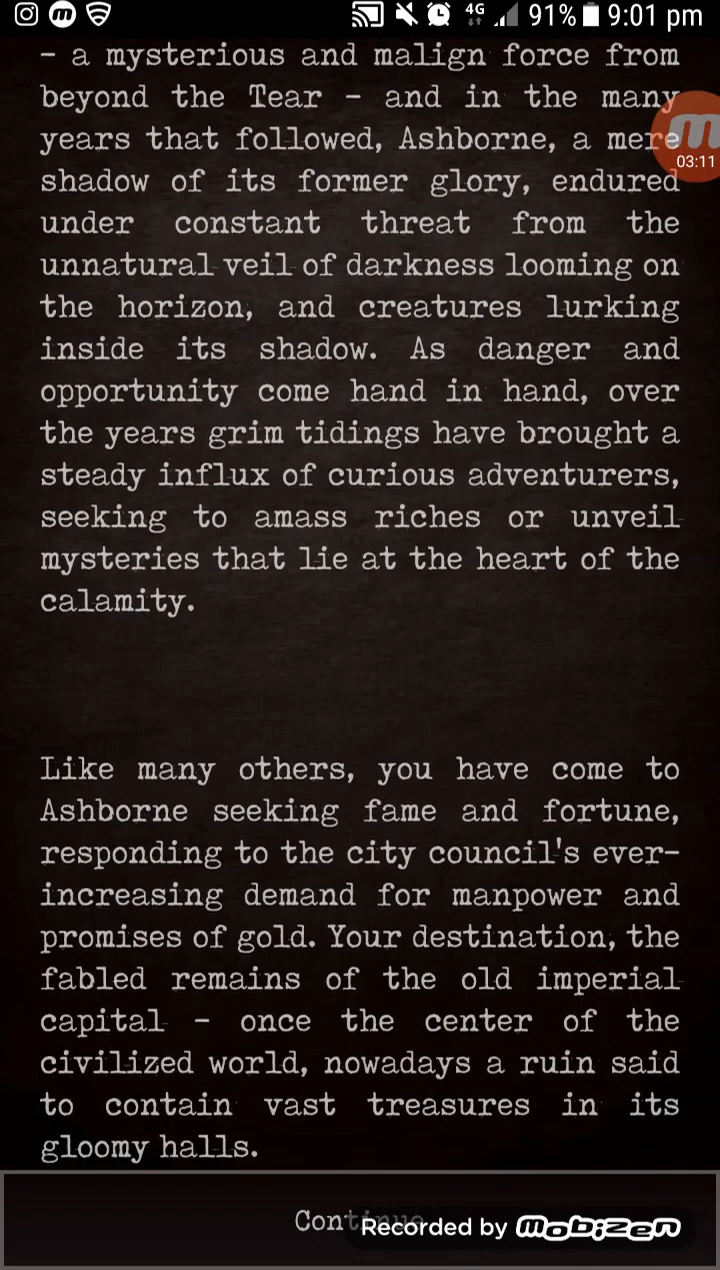 4G 91% 9:01 pm
- a mysterious and malign force from
beyond the Tear - and in the many
years that followed, Ashborne, a mere
03:11
shadow of its former glory, endured
under constant threat from the
unnatural veil of darkness looming on
the horizon, and creatures lurking
inside its shadow. As danger and
opportunity come hand in hand, over
the years grim tidings have brought a
steady influx of curious adventurers,
seeking to amass riches or unveil
mysteries that lie at the heart of the
calamity.
Like many others, you have come to
Ashborne seeking fame and fortune,
responding to the city council's ever-
increasing demand for manpower and
promises of gold. Your destination, the
fabled remains of the old imperial
capital - once the center of the
civilized world, nowadays a ruin said
to contain vast treasures in its
gloomy halls.
Continue
Recorded by mobizen